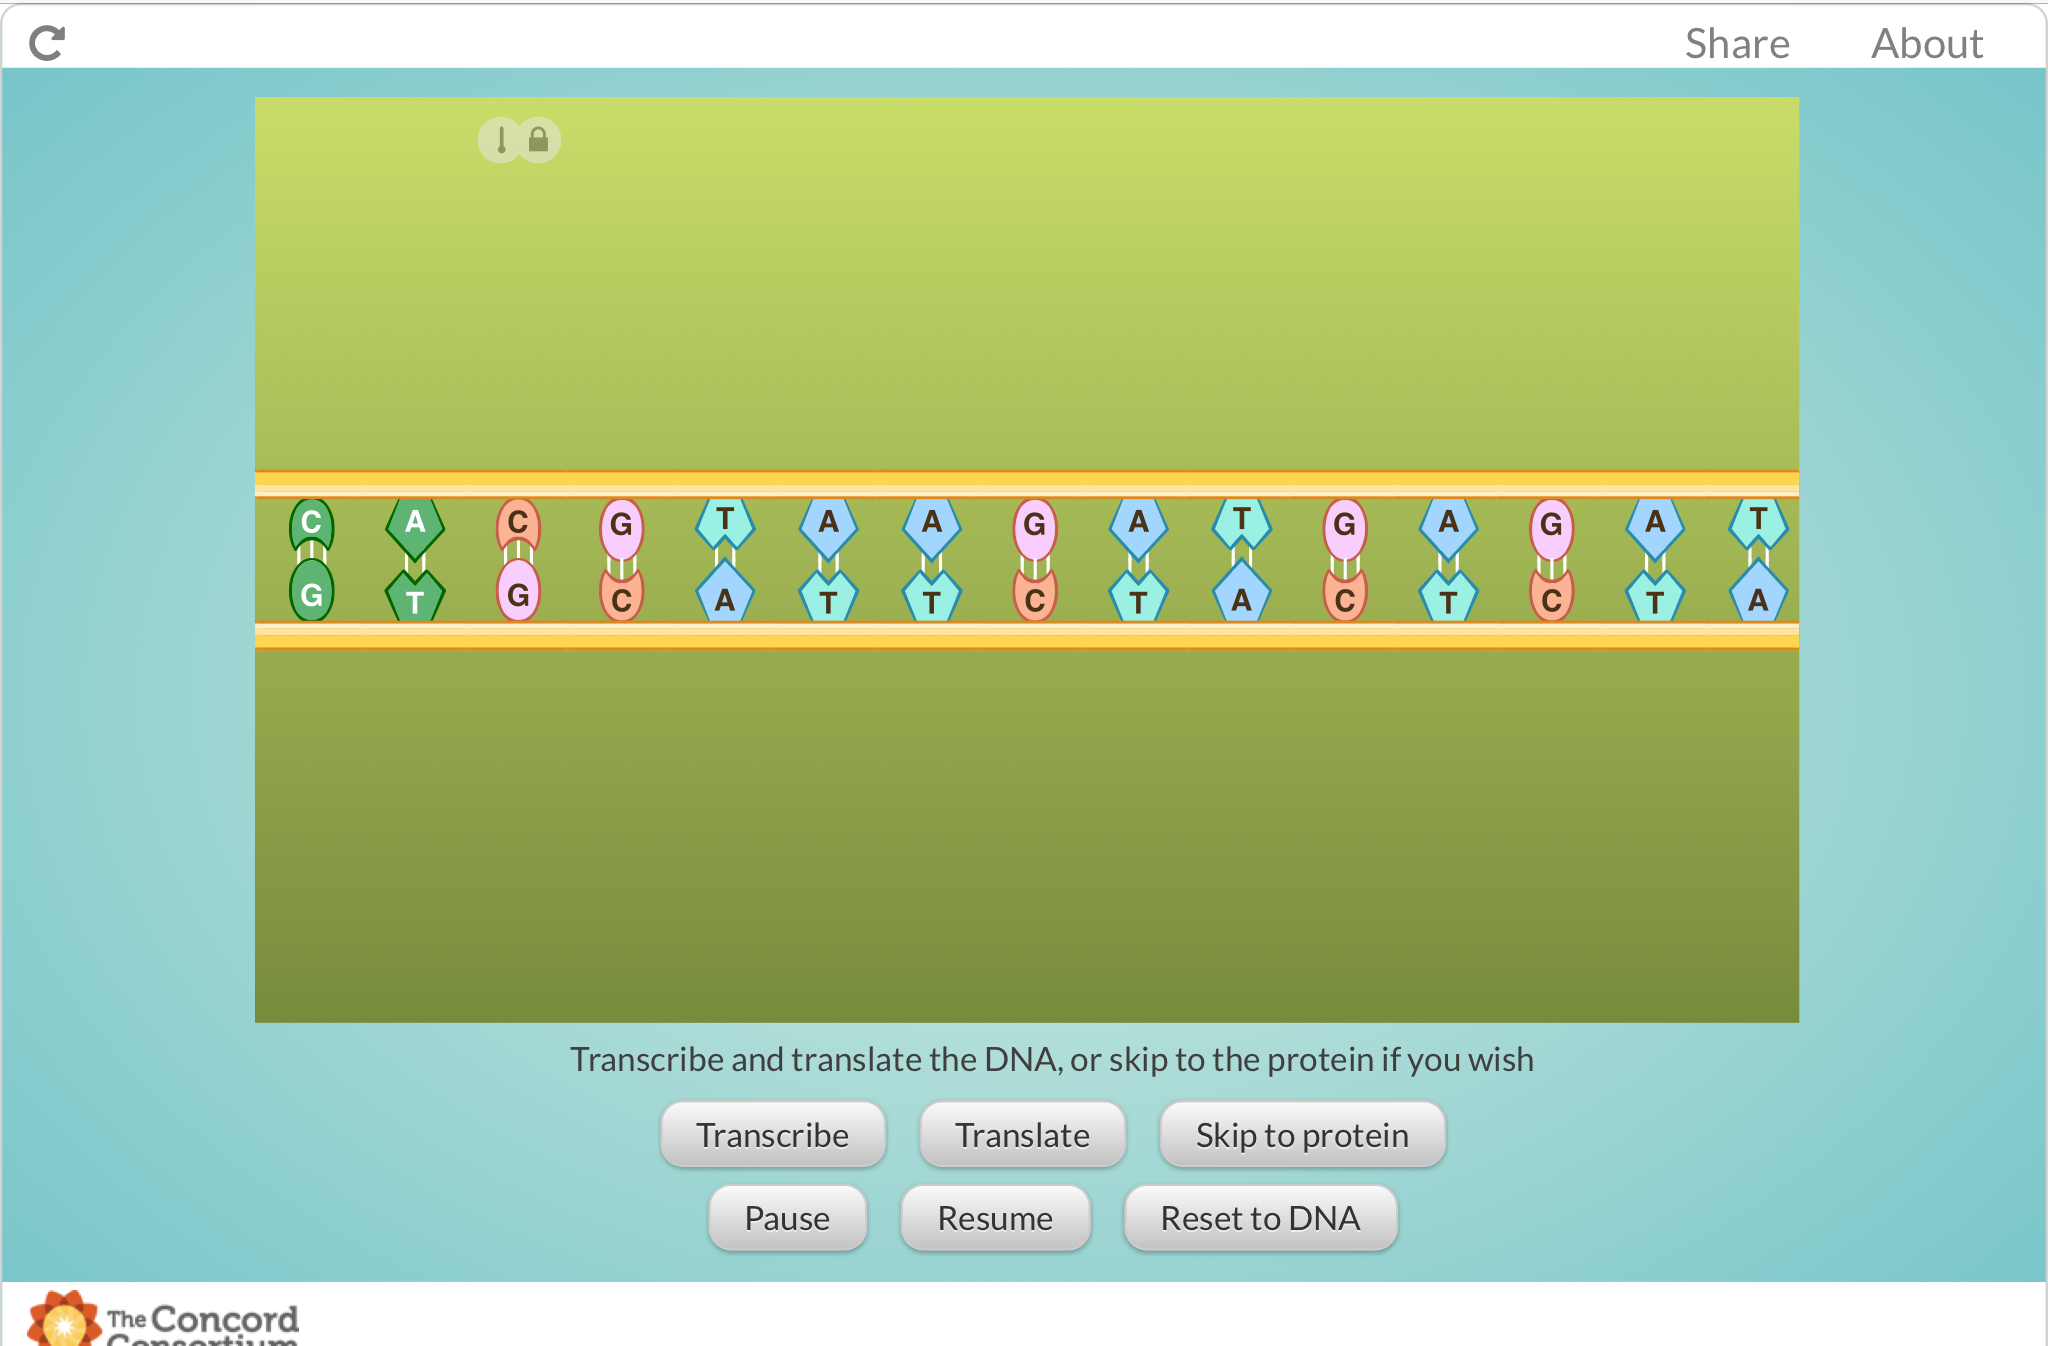 Share About
C A C G T A A G A T G A G A T
G T G C A T T C T A C T C T A
Transcribe and translate the DNA, or skip to the protein if you wish
Transcribe Translate Skip to protein
Pause Resume Reset to DNA
The Concord
Consortium